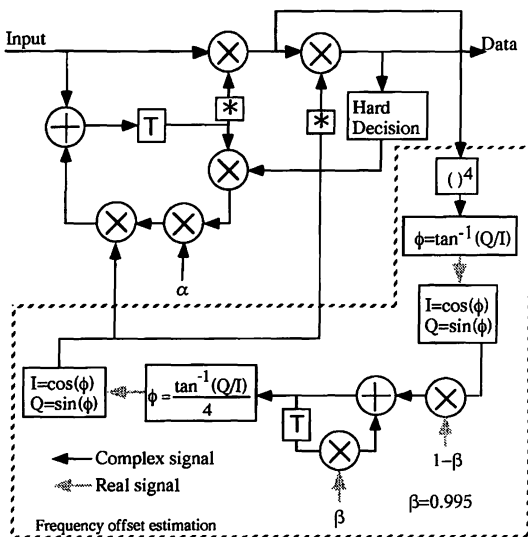 Input
Data
*
*
T
Hard
Decision
( )⁴
α
ϕ=tan⁻¹(Q/I)
I=cos(ϕ)
Q=sin(ϕ)
I=cos(ϕ)
Q=sin(ϕ)
ϕ = tan⁻¹(Q/I)
4
T
1−β
β
β=0.995
Complex signal
Real signal
Frequency offset estimation